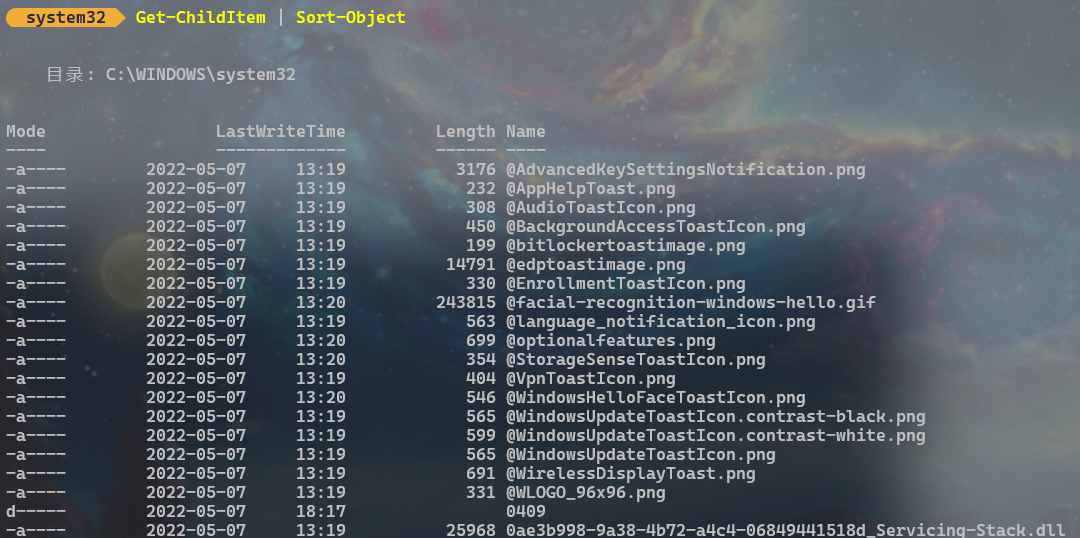 system32 Get-ChildItem | Sort-Object
目录: C:\WINDOWS\system32
Mode LastWriteTime Length Name
---- ------------- ------ ----
-a---- 2022-05-07 13:19 3176 @AdvancedKeySettingsNotification.png
-a---- 2022-05-07 13:19 232 @AppHelpToast.png
-a---- 2022-05-07 13:19 308 @AudioToastIcon.png
-a---- 2022-05-07 13:19 450 @BackgroundAccessToastIcon.png
-a---- 2022-05-07 13:19 199 @bitlockertoastimage.png
-a---- 2022-05-07 13:19 14791 @edptoastimage.png
-a---- 2022-05-07 13:19 330 @EnrollmentToastIcon.png
-a---- 2022-05-07 13:20 243815 @facial-recognition-windows-hello.gif
-a---- 2022-05-07 13:19 563 @language_notification_icon.png
-a---- 2022-05-07 13:20 699 @optionalfeatures.png
-a---- 2022-05-07 13:20 354 @StorageSenseToastIcon.png
-a---- 2022-05-07 13:19 404 @VpnToastIcon.png
-a---- 2022-05-07 13:20 546 @WindowsHelloFaceToastIcon.png
-a---- 2022-05-07 13:19 565 @WindowsUpdateToastIcon.contrast-black.png
-a---- 2022-05-07 13:19 599 @WindowsUpdateToastIcon.contrast-white.png
-a---- 2022-05-07 13:19 565 @WindowsUpdateToastIcon.png
-a---- 2022-05-07 13:19 691 @WirelessDisplayToast.png
-a---- 2022-05-07 13:19 331 @WLOGO_96x96.png
d----- 2022-05-07 18:17 0409
-a---- 2022-05-07 13:19 25968 0ae3b998-9a38-4b72-a4c4-06849441518d_Servicing-Stack.dll